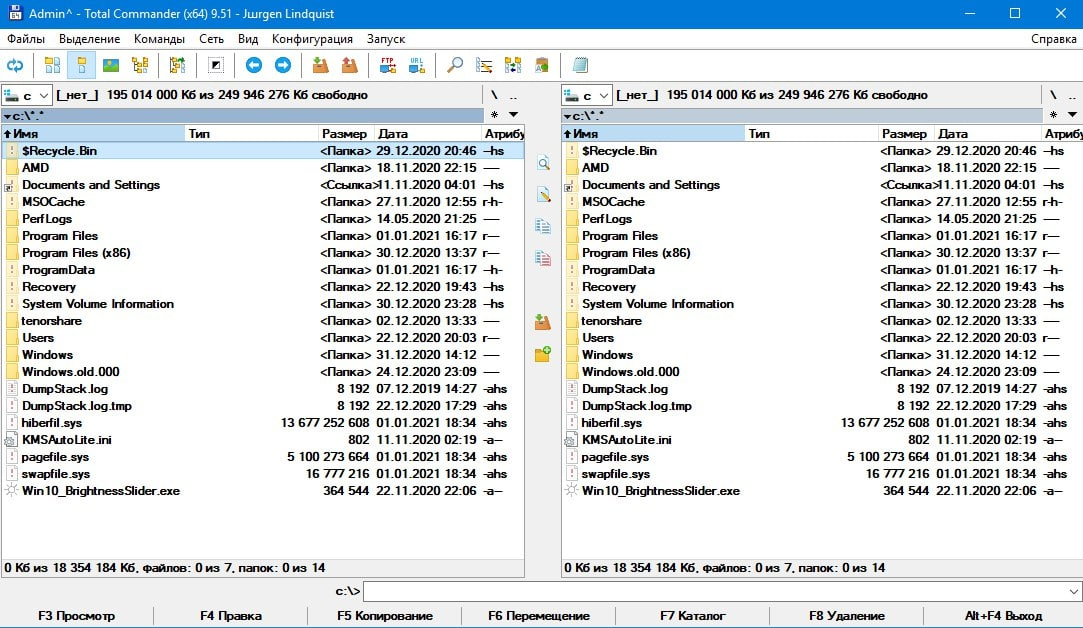 Admin^ - Total Commander (x64) 9.51 - Juurgen Lindquist
Файлы Выделение Команды Сеть Вид Конфигурация Запуск Справка
FTP URL
c [_нет_] 195 014 000 Кб из 249 946 276 Кб свободно \ ..
c:\*.* * ▼
Имя Тип Размер Дата Атрибу
$Recycle.Bin <Папка> 29.12.2020 20:46 –hs
AMD <Папка> 18.11.2020 22:15 —
Documents and Settings <Ссылка> 11.11.2020 04:01 –hs
MSOCache <Папка> 27.11.2020 12:55 r-h-
PerfLogs <Папка> 14.05.2020 21:25 —
Program Files <Папка> 01.01.2021 16:17 r—
Program Files (x86) <Папка> 30.12.2020 13:37 r—
ProgramData <Папка> 01.01.2021 16:17 –h-
Recovery <Папка> 22.12.2020 19:43 –hs
System Volume Information <Папка> 30.12.2020 23:28 –hs
tenorshare <Папка> 02.12.2020 13:33 —
Users <Папка> 22.12.2020 20:03 r—
Windows <Папка> 31.12.2020 14:12 —
Windows.old.000 <Папка> 24.12.2020 23:09 —
DumpStack.log 8 192 07.12.2019 14:27 -ahs
DumpStack.log.tmp 8 192 22.12.2020 17:29 -ahs
hiberfil.sys 13 677 252 608 01.01.2021 18:34 -ahs
KMSAutoLite.ini 802 11.11.2020 02:19 -a–
pagefile.sys 5 100 273 664 01.01.2021 18:34 -ahs
swapfile.sys 16 777 216 01.01.2021 18:34 -ahs
Win10_BrightnessSlider.exe 364 544 22.11.2020 22:06 -a–
0 Кб из 18 354 184 Кб, файлов: 0 из 7, папок: 0 из 14
c [_нет_] 195 014 000 Кб из 249 946 276 Кб свободно \ ..
c:\*.* * ▼
Имя Тип Размер Дата Атрибу
$Recycle.Bin <Папка> 29.12.2020 20:46 –hs
AMD <Папка> 18.11.2020 22:15 —
Documents and Settings <Ссылка> 11.11.2020 04:01 –hs
MSOCache <Папка> 27.11.2020 12:55 r-h-
PerfLogs <Папка> 14.05.2020 21:25 —
Program Files <Папка> 01.01.2021 16:17 r—
Program Files (x86) <Папка> 30.12.2020 13:37 r—
ProgramData <Папка> 01.01.2021 16:17 –h-
Recovery <Папка> 22.12.2020 19:43 –hs
System Volume Information <Папка> 30.12.2020 23:28 –hs
tenorshare <Папка> 02.12.2020 13:33 —
Users <Папка> 22.12.2020 20:03 r—
Windows <Папка> 31.12.2020 14:12 —
Windows.old.000 <Папка> 24.12.2020 23:09 —
DumpStack.log 8 192 07.12.2019 14:27 -ahs
DumpStack.log.tmp 8 192 22.12.2020 17:29 -ahs
hiberfil.sys 13 677 252 608 01.01.2021 18:34 -ahs
KMSAutoLite.ini 802 11.11.2020 02:19 -a–
pagefile.sys 5 100 273 664 01.01.2021 18:34 -ahs
swapfile.sys 16 777 216 01.01.2021 18:34 -ahs
Win10_BrightnessSlider.exe 364 544 22.11.2020 22:06 -a–
0 Кб из 18 354 184 Кб, файлов: 0 из 7, папок: 0 из 14
c:\>
F3 Просмотр F4 Правка F5 Копирование F6 Перемещение F7 Каталог F8 Удаление Alt+F4 Выход